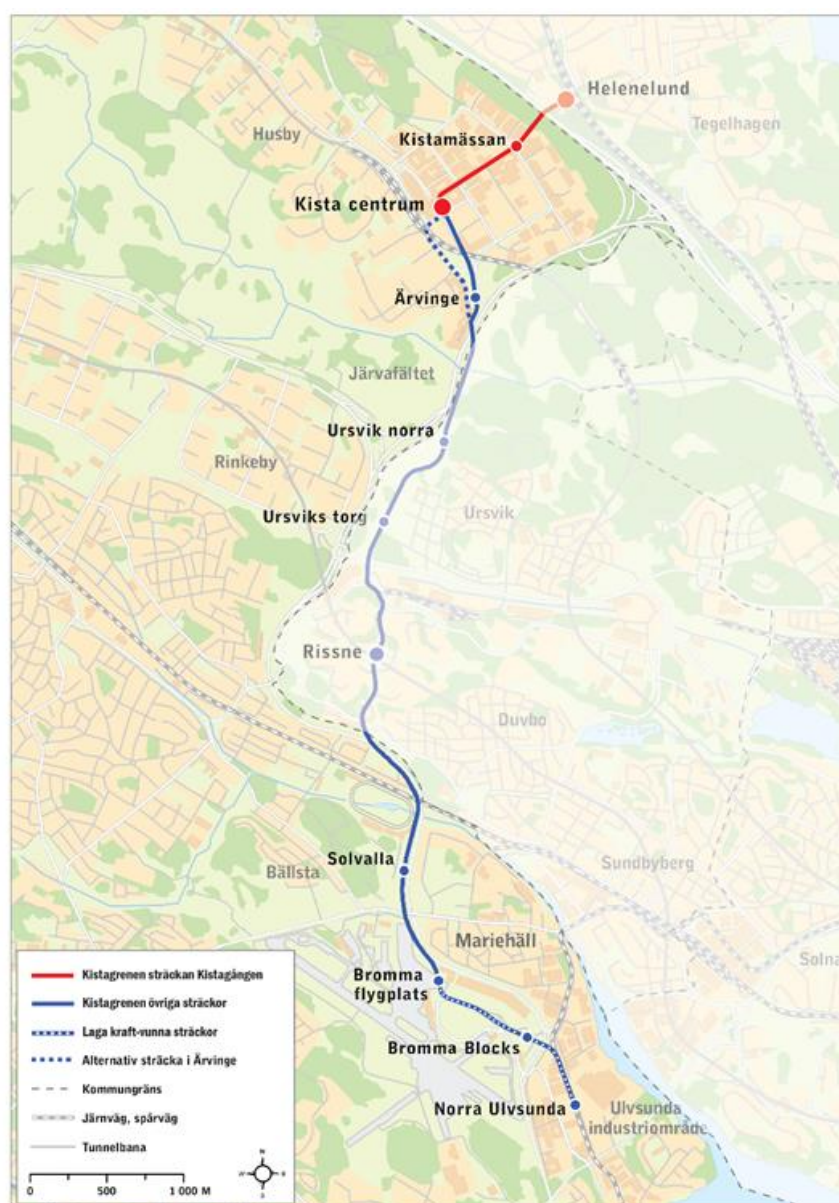 Helenelund
Tegelhagen
Husby
Kistamässan
Kista centrum
Ärvinge
Järvafältet
Ursvik norra
Rinkeby
Ursviks torg
Ursvik
Rissne
Duvbo
Solvalla
Bällsta
Sundbyberg
Mariehäll
Solna
Bromma
flygplats
Bromma Blocks
Norra Ulvsunda
Ulvsunda
industriområde
Kistagrenen sträckan Kistagången
Kistagrenen övriga sträckor
Laga kraft-vunna sträckor
Alternativ sträcka i Ärvinge
Kommungräns
Järnväg, spårväg
Tunnelbana
0 500 1 000 M
N
W
S